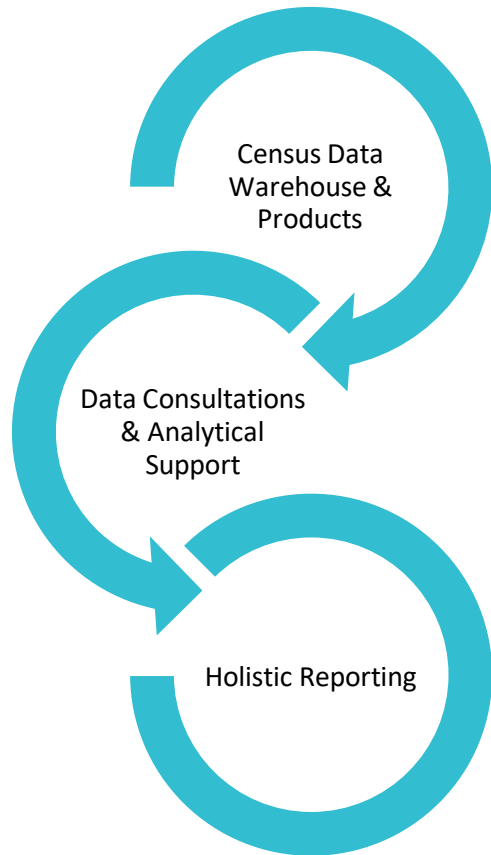 Census Data
Warehouse &
Products
Data Consultations
& Analytical
Support
Holistic Reporting